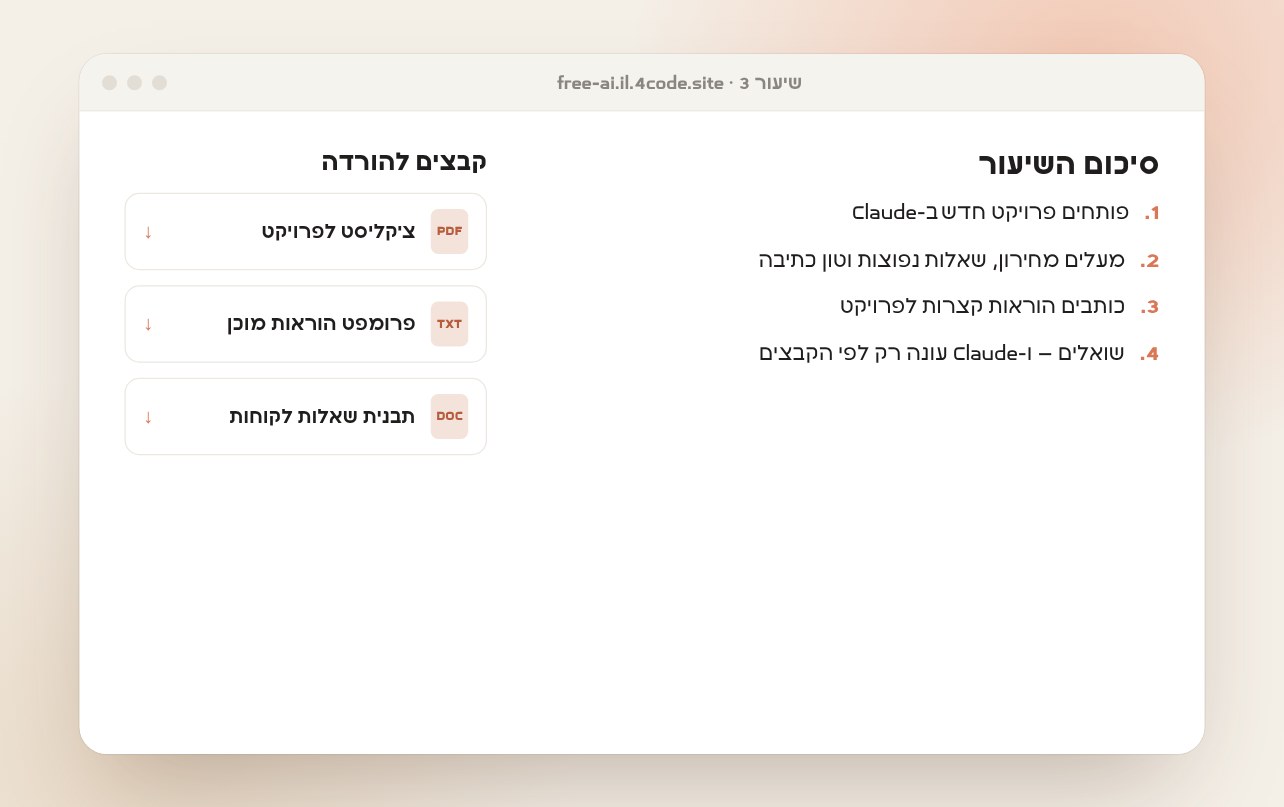 free-ai.il.4code.site · שיעור 3
סיכום השיעור
1. פותחים פרויקט חדש ב-Claude
2. מעלים מחירון, שאלות נפוצות וטון כתיבה
3. כותבים הוראות קצרות לפרויקט
4. שואלים – ו-Claude עונה רק לפי הקבצים
קבצים להורדה
PDF צ'קליסט לפרויקט ↓
TXT פרומפט הוראות מוכן ↓
DOC תבנית שאלות לקוחות ↓